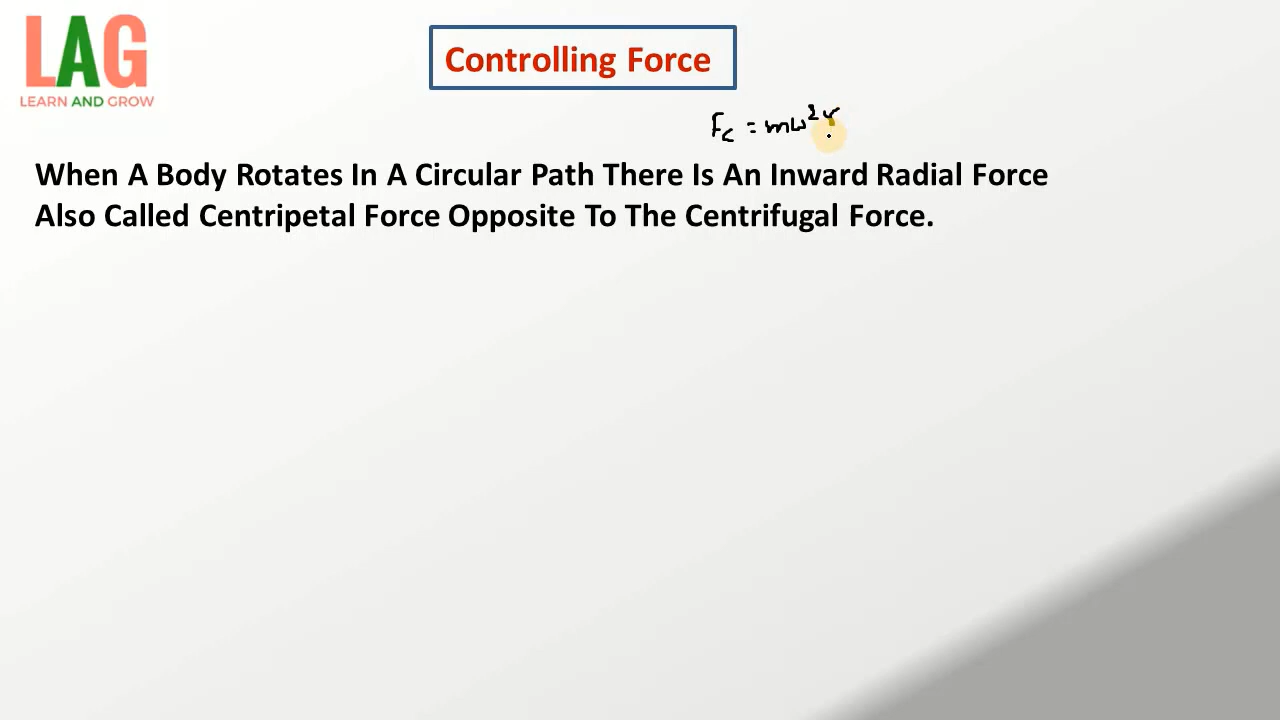 LAG
LEARN AND GROW
Controlling Force
Fc = mω²r
When A Body Rotates In A Circular Path There Is An Inward Radial Force
Also Called Centripetal Force Opposite To The Centrifugal Force.